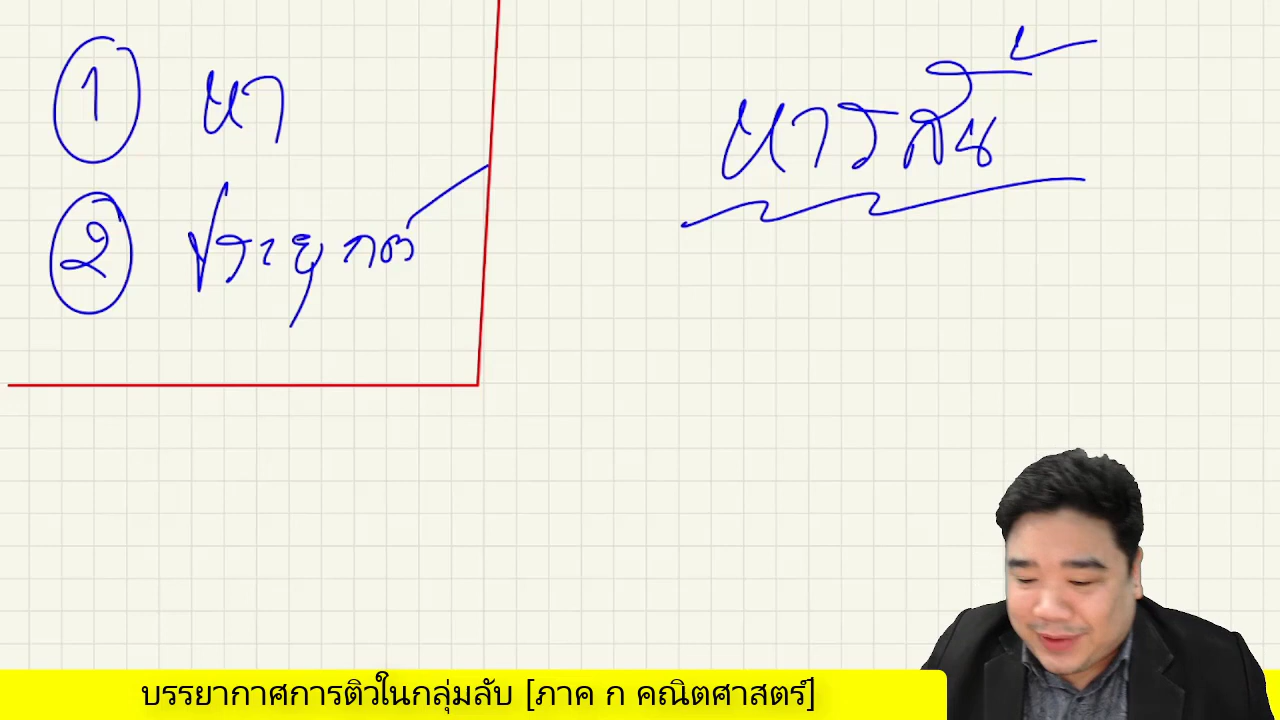 ① หา
② ประยุกต์
หารสั้น
บรรยากาศการติวในกลุ่มลับ [ภาค ก คณิตศาสตร์]